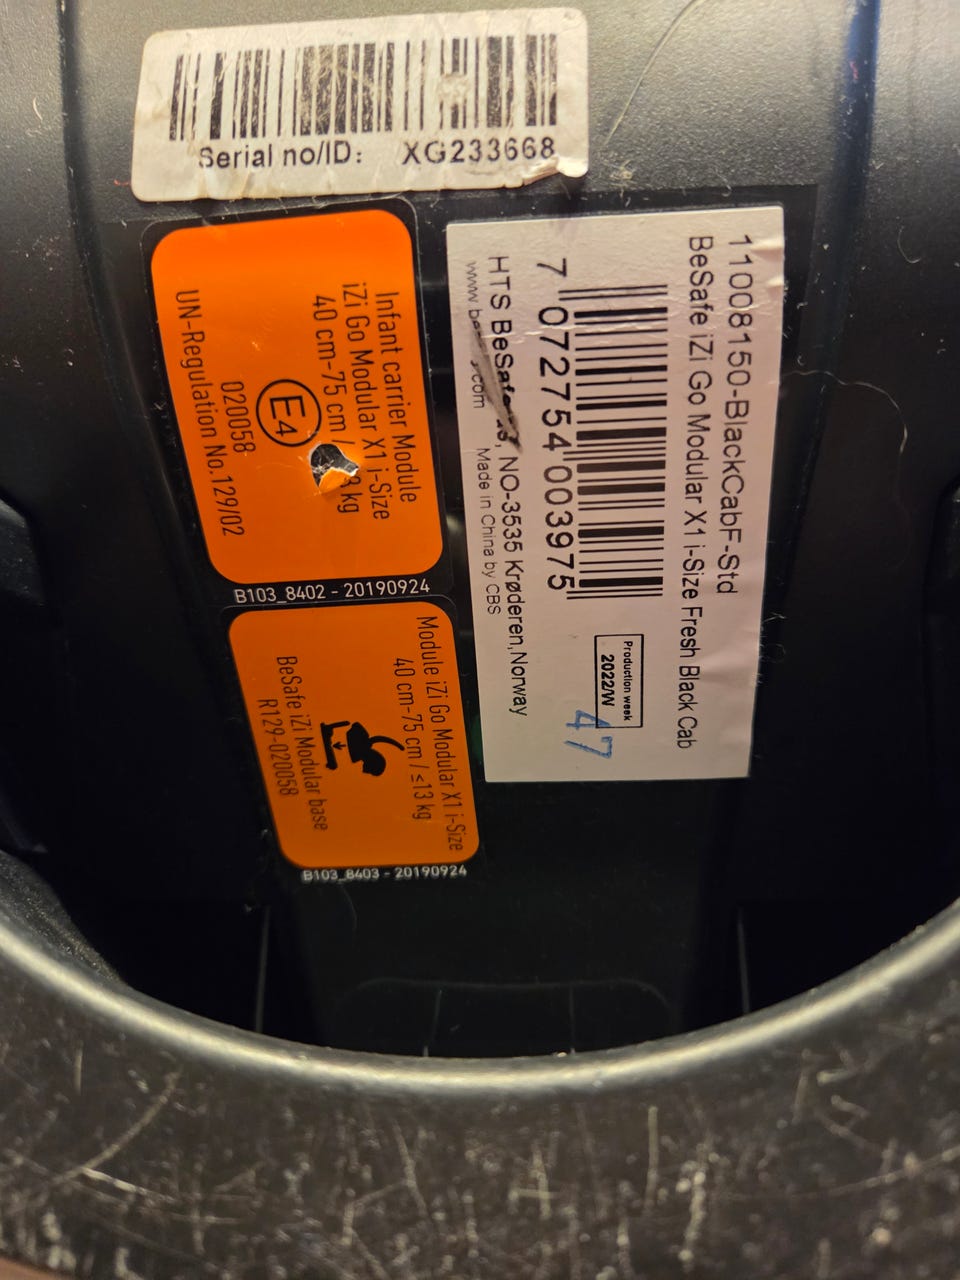 Serial no/ID: XG233668
11008150-BlackCabF-Std
BeSafe iZi Go Modular X1 i-Size Fresh Black Cab
7 072754 003975
Production week
2022/W
47
HTS NO-3535 Krøderen,Norway
Made in China by CBS
Infant carrier Module
iZi Go Modular X1 i-Size
40 cm-75 cm / kg
E4
020058
UN-Regulation No.129/02
B103_8402 - 20190924
Module iZi Go Modular X1 i-Size
40 cm-75 cm / ≤13 kg
BeSafe iZi Modular base
R129-020058
B103_8403 - 20190924